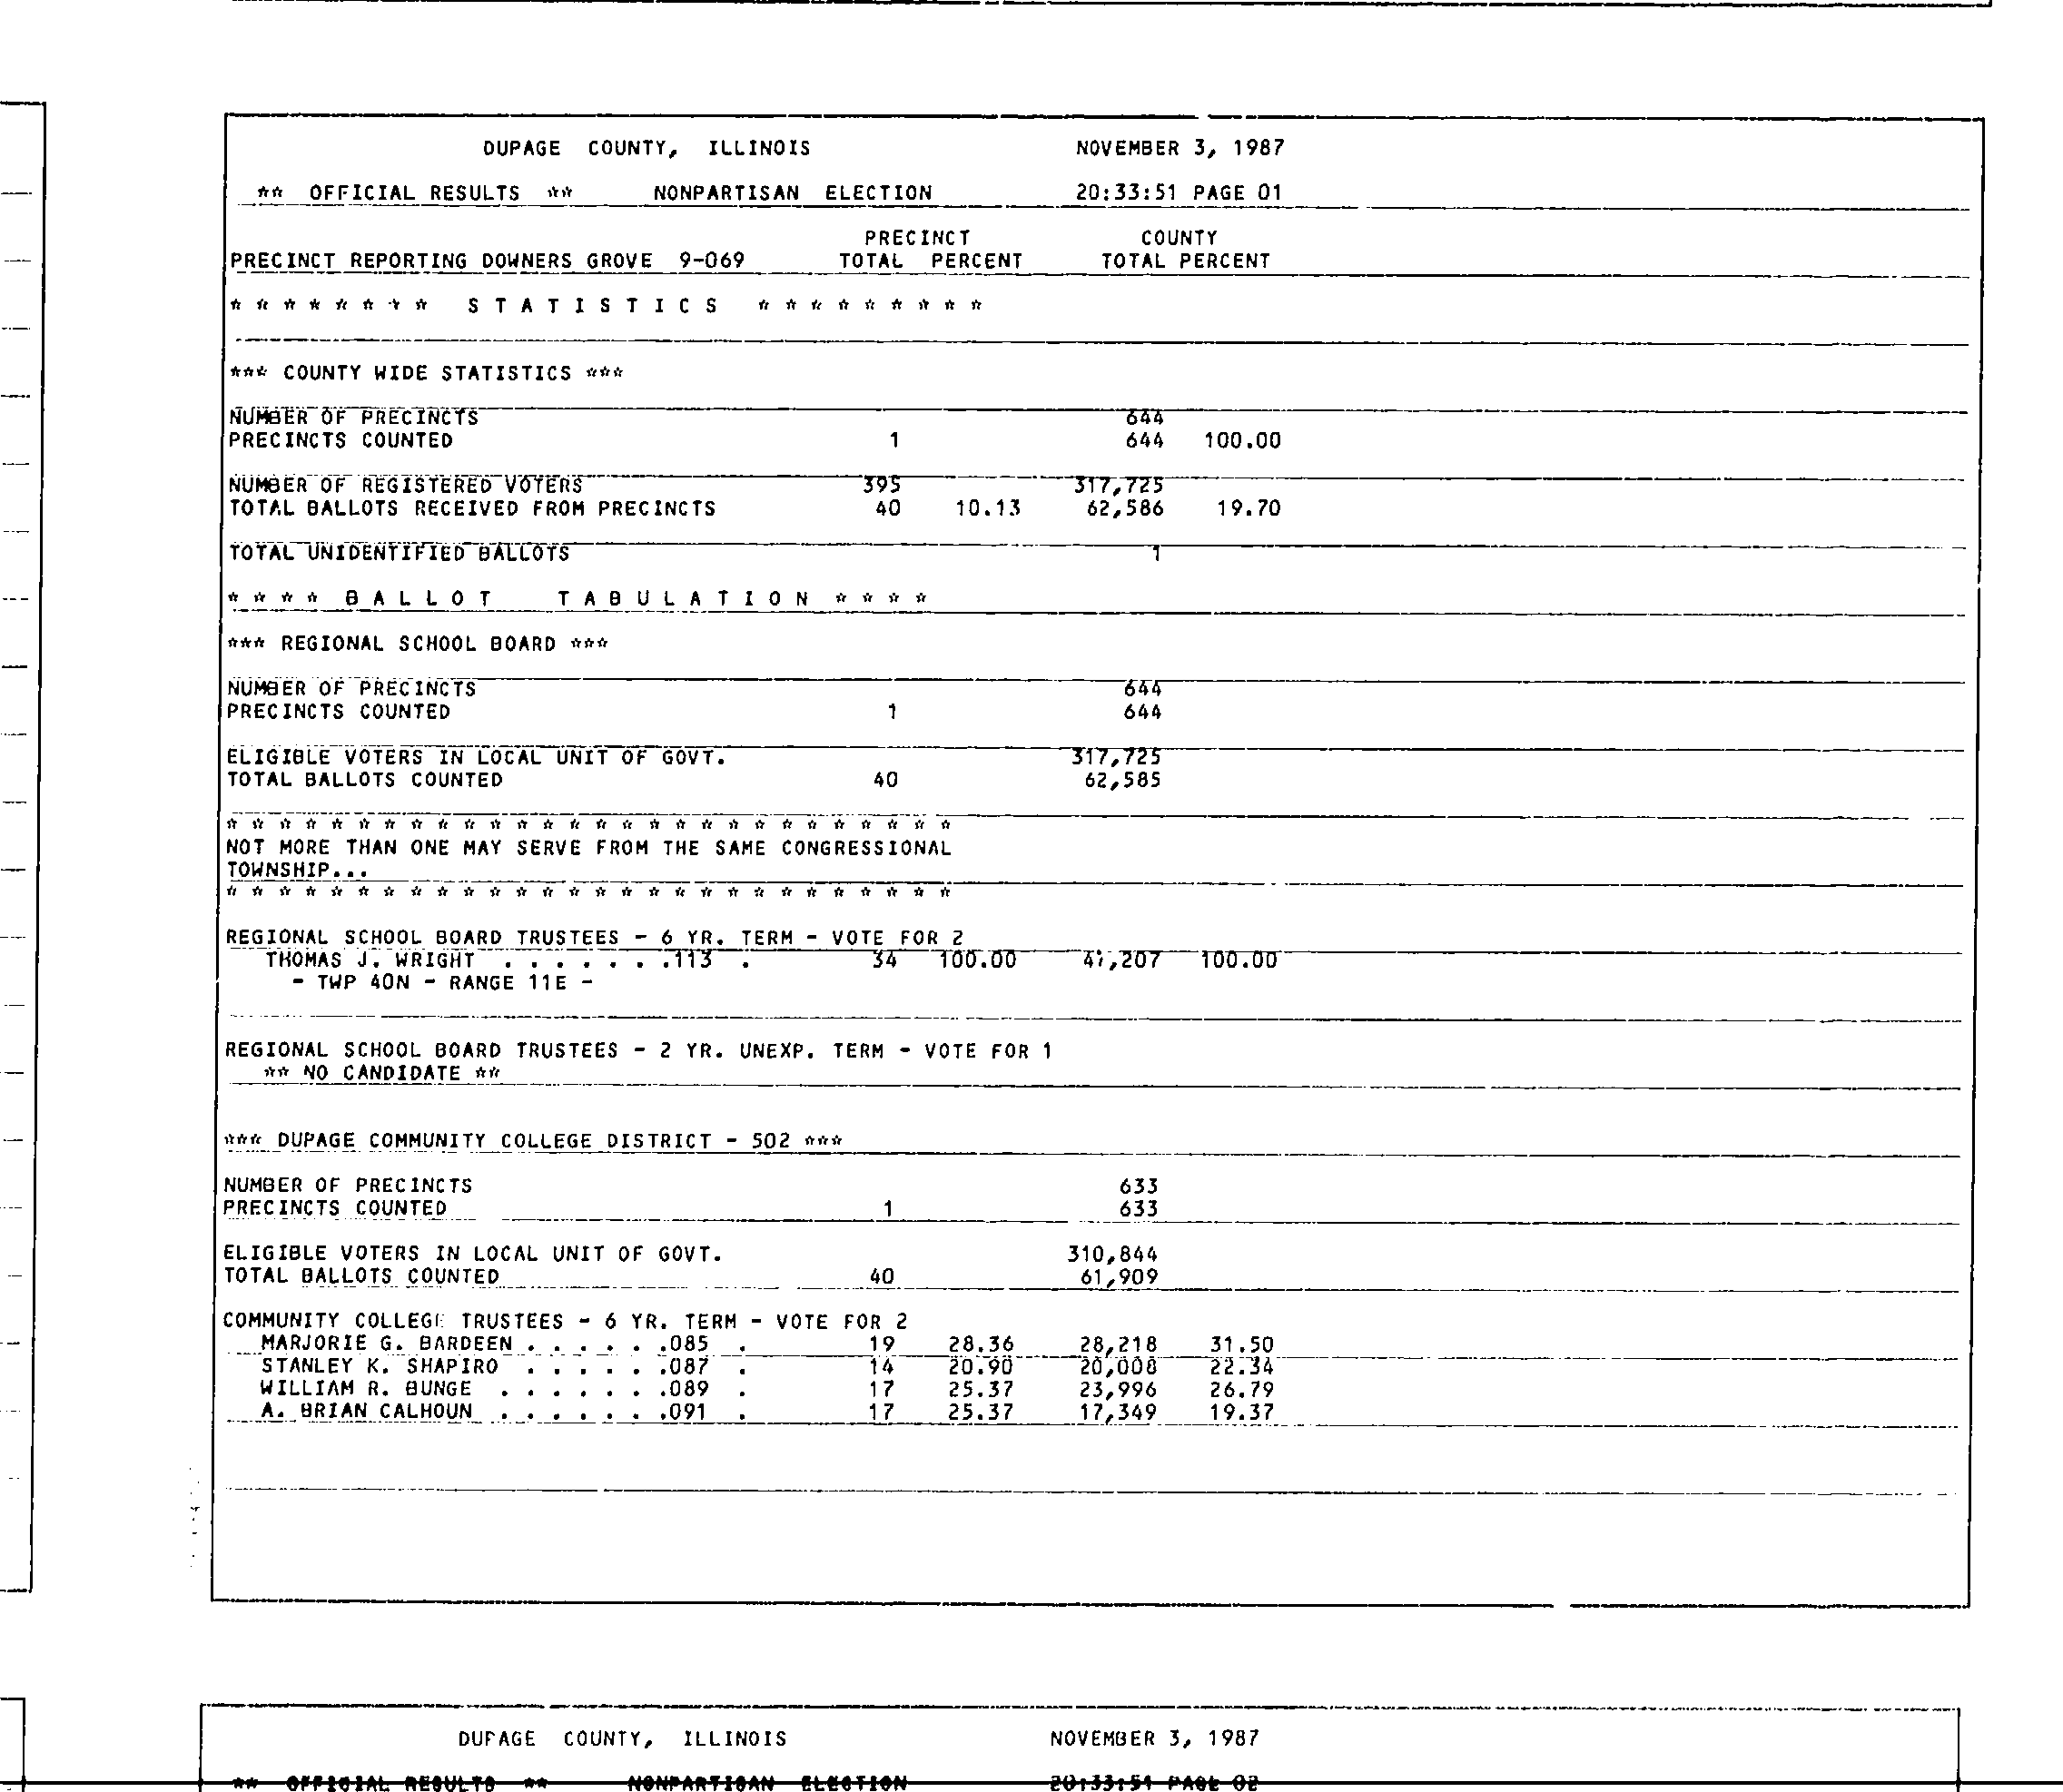 DUPAGE COUNTY, ILLINOIS NOVEMBER 3, 1987
** OFFICIAL RESULTS ** NONPARTISAN ELECTION 20:33:51 PAGE 01
PRECINCT COUNTY
PRECINCT REPORTING DOWNERS GROVE 9-069 TOTAL PERCENT TOTAL PERCENT
* * * * * * * * S T A T I S T I C S * * * * * * * * *
*** COUNTY WIDE STATISTICS ***
NUMBER OF PRECINCTS 644
PRECINCTS COUNTED 1 644 100.00
NUMBER OF REGISTERED VOTERS 395 317,725
TOTAL BALLOTS RECEIVED FROM PRECINCTS 40 10.13 62,586 19.70
TOTAL UNIDENTIFIED BALLOTS 1
* * * * B A L L O T T A B U L A T I O N * * * *
*** REGIONAL SCHOOL BOARD ***
NUMBER OF PRECINCTS 644
PRECINCTS COUNTED 1 644
ELIGIBLE VOTERS IN LOCAL UNIT OF GOVT. 317,725
TOTAL BALLOTS COUNTED 40 62,585
* * * * * * * * * * * * * * * * * * * * * * * * * * * *
NOT MORE THAN ONE MAY SERVE FROM THE SAME CONGRESSIONAL
TOWNSHIP...
* * * * * * * * * * * * * * * * * * * * * * * * * * * *
REGIONAL SCHOOL BOARD TRUSTEES - 6 YR. TERM - VOTE FOR 2
THOMAS J. WRIGHT . . . . . . .113 . 34 100.00 41,207 100.00
- TWP 40N - RANGE 11E -
REGIONAL SCHOOL BOARD TRUSTEES - 2 YR. UNEXP. TERM - VOTE FOR 1
** NO CANDIDATE **
*** DUPAGE COMMUNITY COLLEGE DISTRICT - 502 ***
NUMBER OF PRECINCTS 633
PRECINCTS COUNTED 1 633
ELIGIBLE VOTERS IN LOCAL UNIT OF GOVT. 310,844
TOTAL BALLOTS COUNTED 40 61,909
COMMUNITY COLLEGE TRUSTEES - 6 YR. TERM - VOTE FOR 2
MARJORIE G. BARDEEN . . . . . .085 . 19 28.36 28,218 31.50
STANLEY K. SHAPIRO . . . . . .087 . 14 20.90 20,008 22.34
WILLIAM R. BUNGE . . . . . . .089 . 17 25.37 23,996 26.79
A. BRIAN CALHOUN . . . . . . .091 . 17 25.37 17,349 19.37
DUPAGE COUNTY, ILLINOIS NOVEMBER 3, 1987
** OFFICIAL RESULTS ** NONPARTISAN ELECTION 20:33:51 PAGE 02